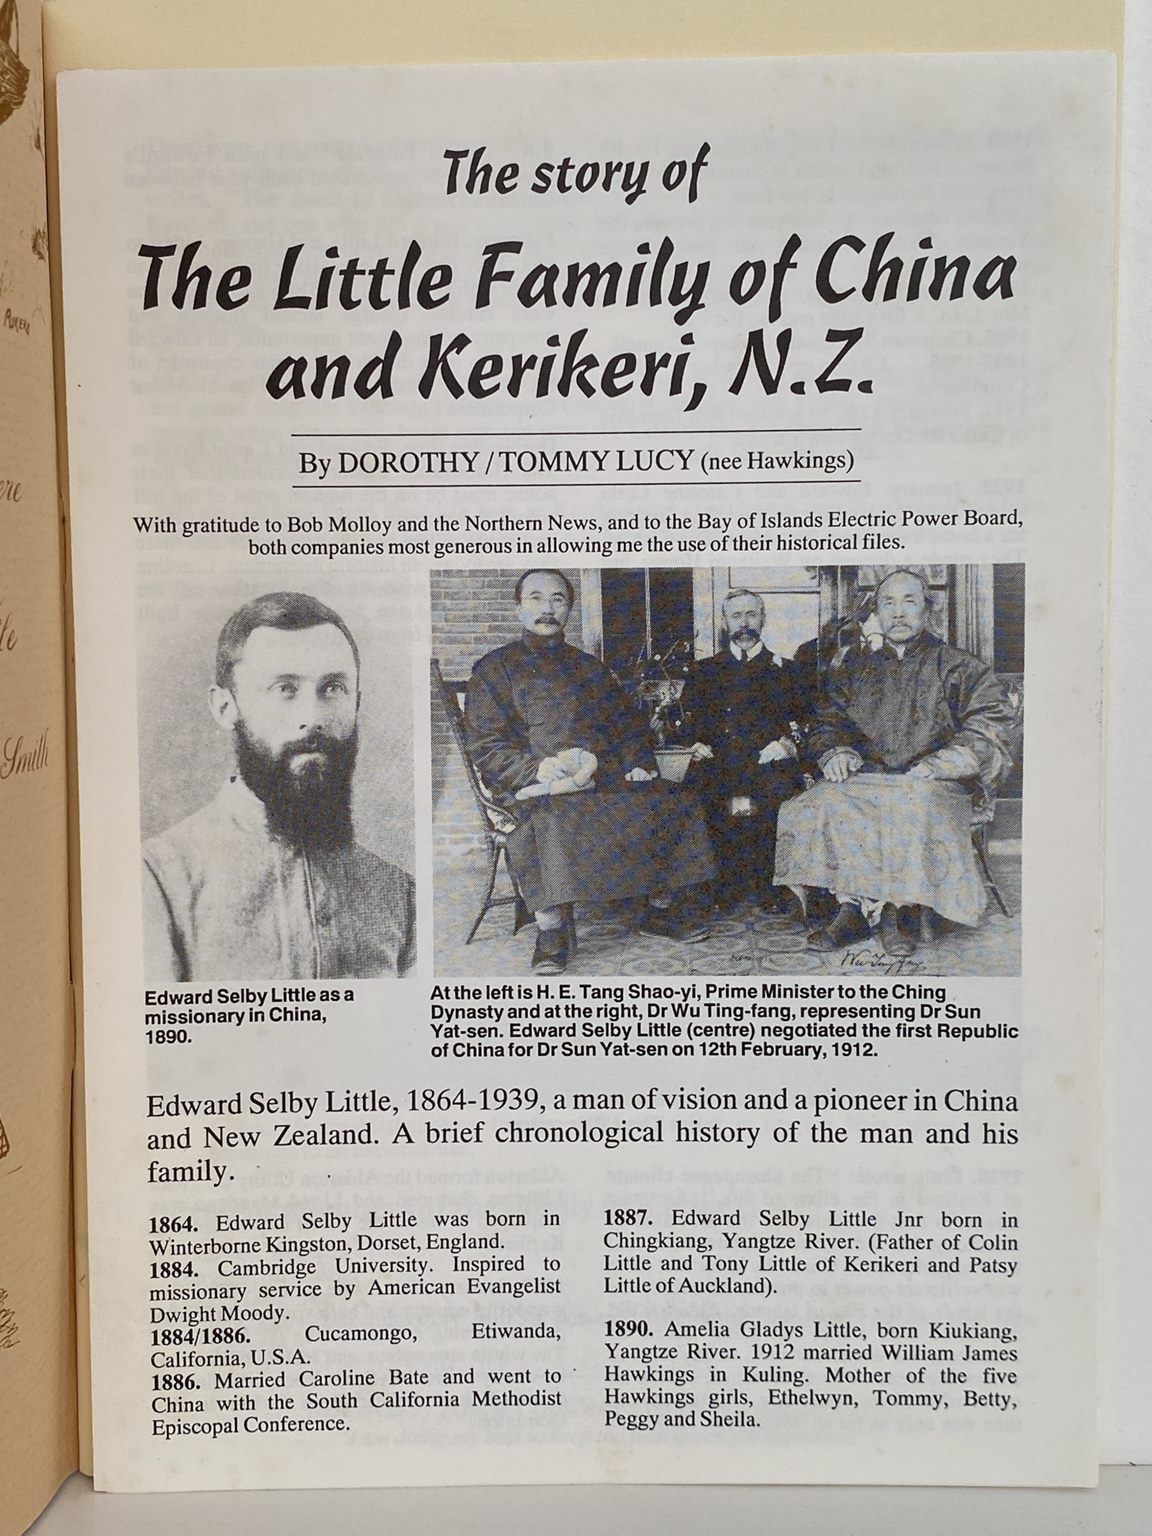 The story of
The Little Family of China
and Kerikeri, N.Z.
By DOROTHY / TOMMY LUCY (nee Hawkings)
With gratitude to Bob Molloy and the Northern News, and to the Bay of Islands Electric Power Board,
both companies most generous in allowing me the use of their historical files.
Wu Ting fang
Edward Selby Little as a
missionary in China,
1890.
At the left is H. E. Tang Shao-yi, Prime Minister to the Ching
Dynasty and at the right, Dr Wu Ting-fang, representing Dr Sun
Yat-sen. Edward Selby Little (centre) negotiated the first Republic
of China for Dr Sun Yat-sen on 12th February, 1912.
Edward Selby Little, 1864-1939, a man of vision and a pioneer in China
and New Zealand. A brief chronological history of the man and his
family.
1864. Edward Selby Little was born in
Winterborne Kingston, Dorset, England.
1884. Cambridge University. Inspired to
missionary service by American Evangelist
Dwight Moody.
1884/1886. Cucamongo, Etiwanda,
California, U.S.A.
1886. Married Caroline Bate and went to
China with the South California Methodist
Episcopal Conference.
1887. Edward Selby Little Jnr born in
Chingkiang, Yangtze River. (Father of Colin
Little and Tony Little of Kerikeri and Patsy
Little of Auckland).
1890. Amelia Gladys Little, born Kiukiang,
Yangtze River. 1912 married William James
Hawkings in Kuling. Mother of the five
Hawkings girls, Ethelwyn, Tommy, Betty,
Peggy and Sheila.
Smith